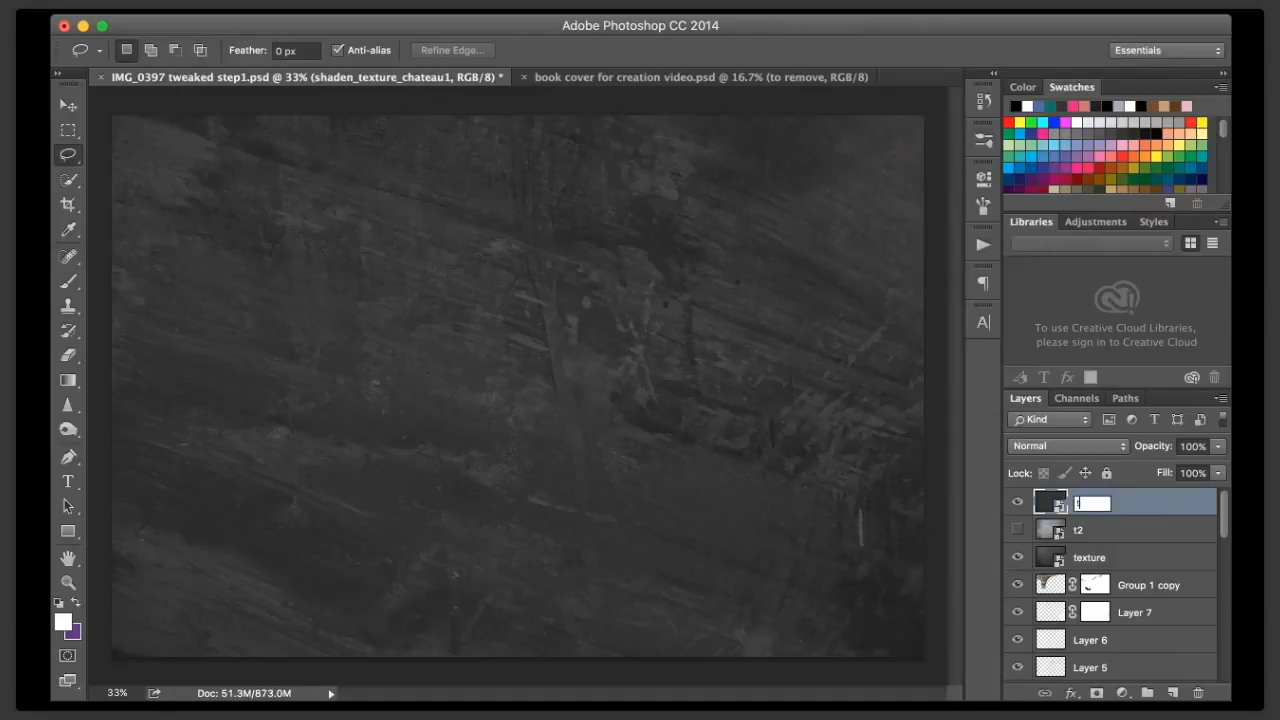 Adobe Photoshop CC 2014
Feather: 0 px Anti-alias Refine Edge... Essentials
× IMG_0397 tweaked step1.psd @ 33% (shaden_texture_chateau1, RGB/8) * × book cover for creation video.psd @ 16.7% (to remove, RGB/8)
Color Swatches
Libraries Adjustments Styles
To use Creative Cloud Libraries,
please sign in to Creative Cloud
Layers Channels Paths
Kind
Normal Opacity: 100%
Lock: Fill: 100%
t
t2
texture
Group 1 copy
Layer 7
Layer 6
Layer 5
33% Doc: 51.3M/873.0M